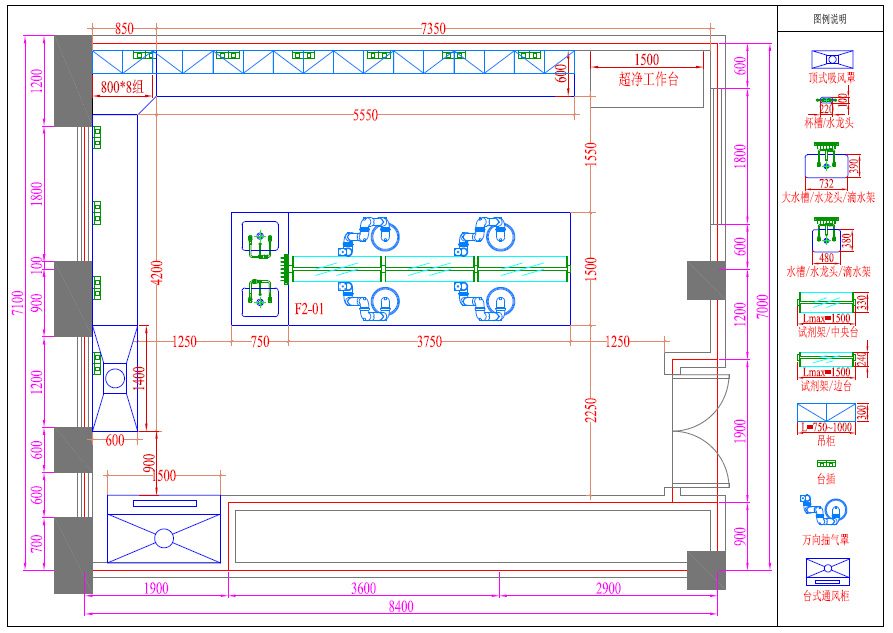 850
7350
图例说明
1200
600
1500
超净工作台
600
800*8组
5550
顶式吸风罩
220
100
杯槽/水龙头
1550
1800
1800
390
732
大水槽/水龙头/滴水架
600
380
480
水槽/水龙头/滴水架
100
900
4200
1500
7100
7000
1200
F2-01
330
Lmax=1500
试剂架/中央台
1250
750
3750
1250
240
Lmax=1500
试剂架/边台
1200
1400
2250
1900
300
L=750~1000
吊柜
600
600
900
1500
台插
600
700
900
万向抽气罩
1900
3600
2900
8400
台式通风柜